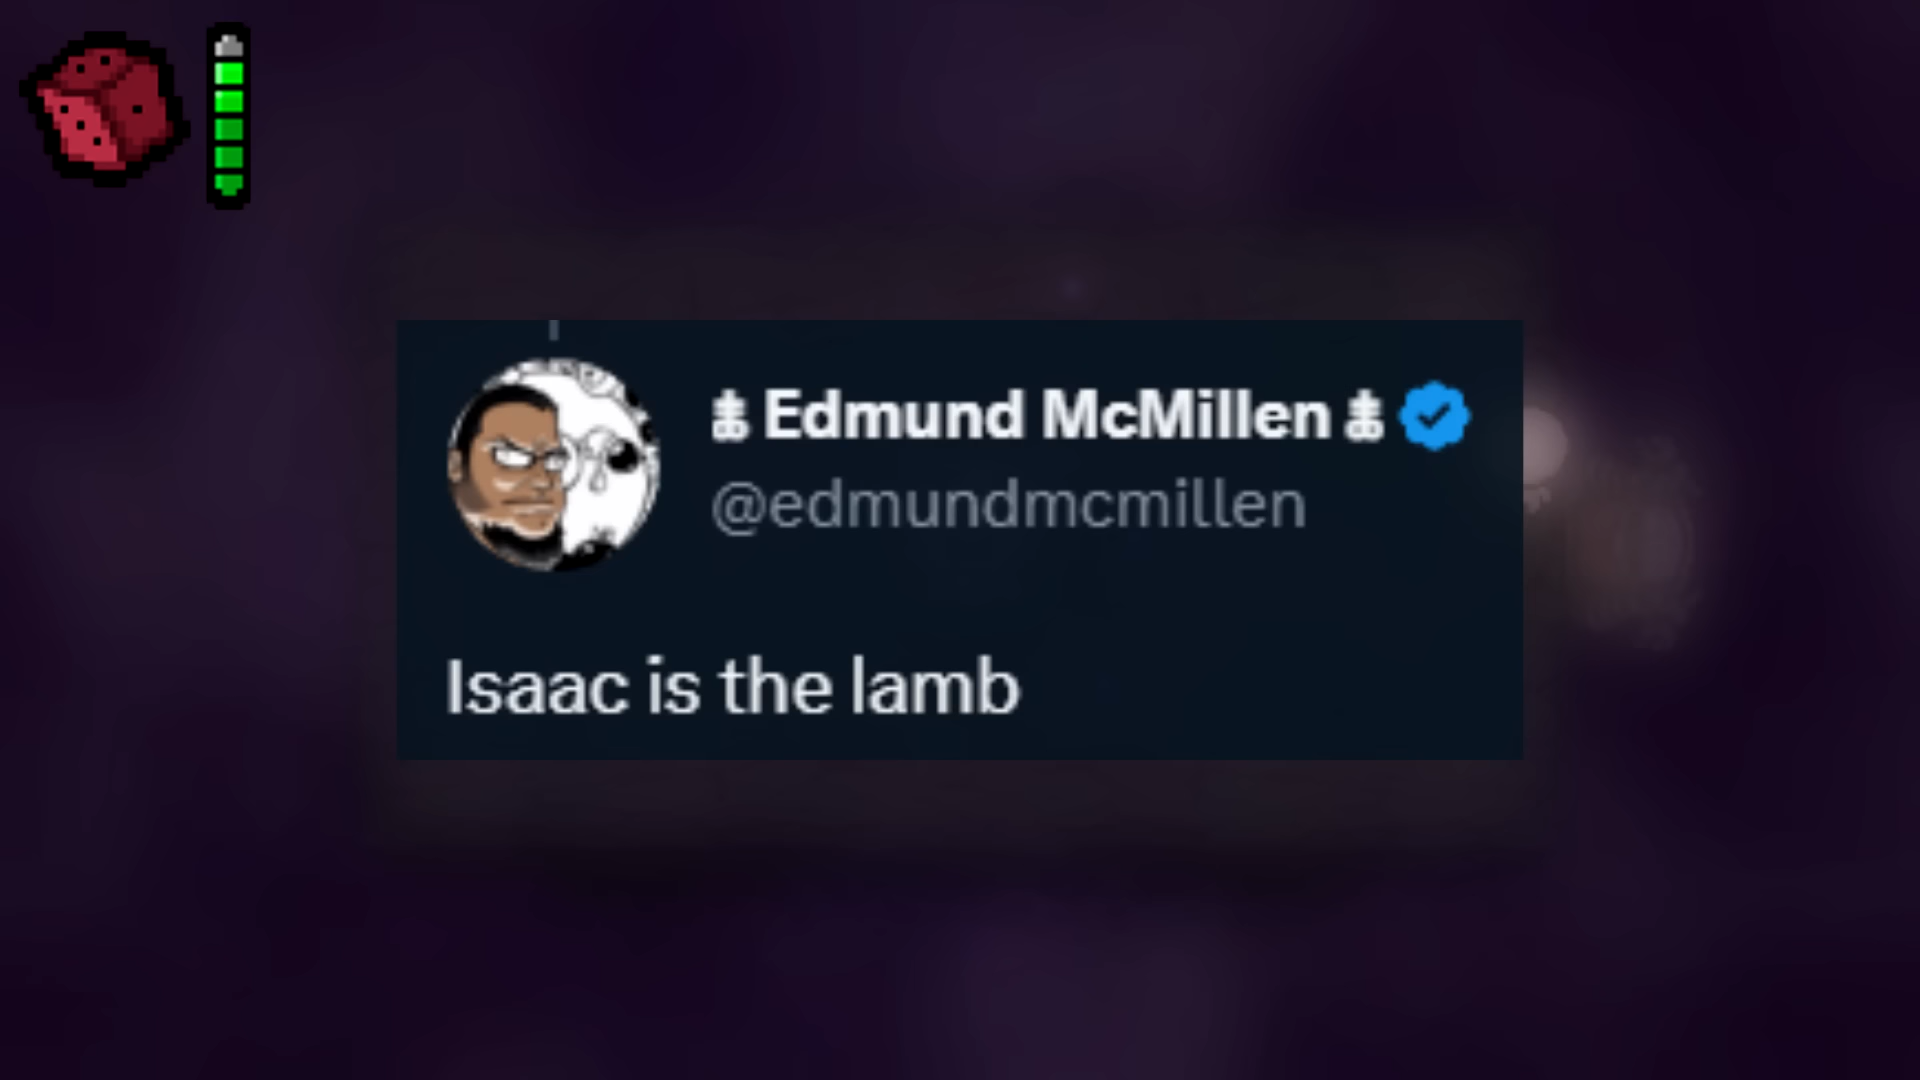 🜏 Edmund McMillen 🜏
@edmundmcmillen
Isaac is the lamb